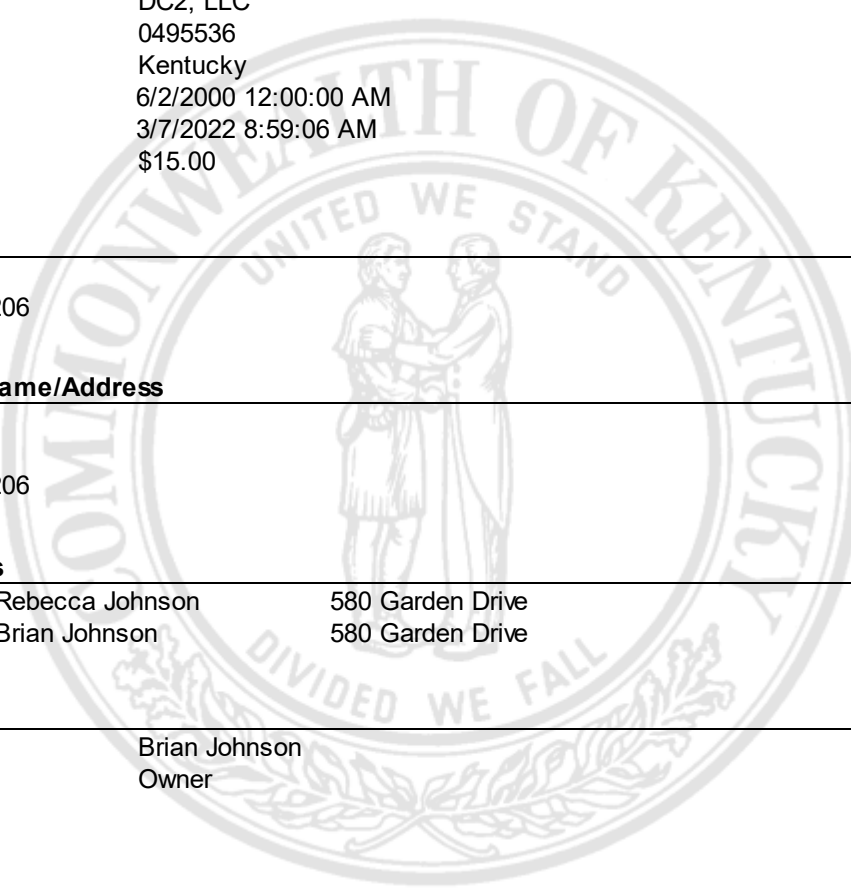 DC2, LLC
0495536
Kentucky
6/2/2000 12:00:00 AM
3/7/2022 8:59:06 AM
$15.00
COMMONWEALTH OF KENTUCKY
UNITED WE STAND
206
ame/Address
206
s
Rebecca Johnson 580 Garden Drive
Brian Johnson 580 Garden Drive
DIVIDED WE FALL
Brian Johnson
Owner